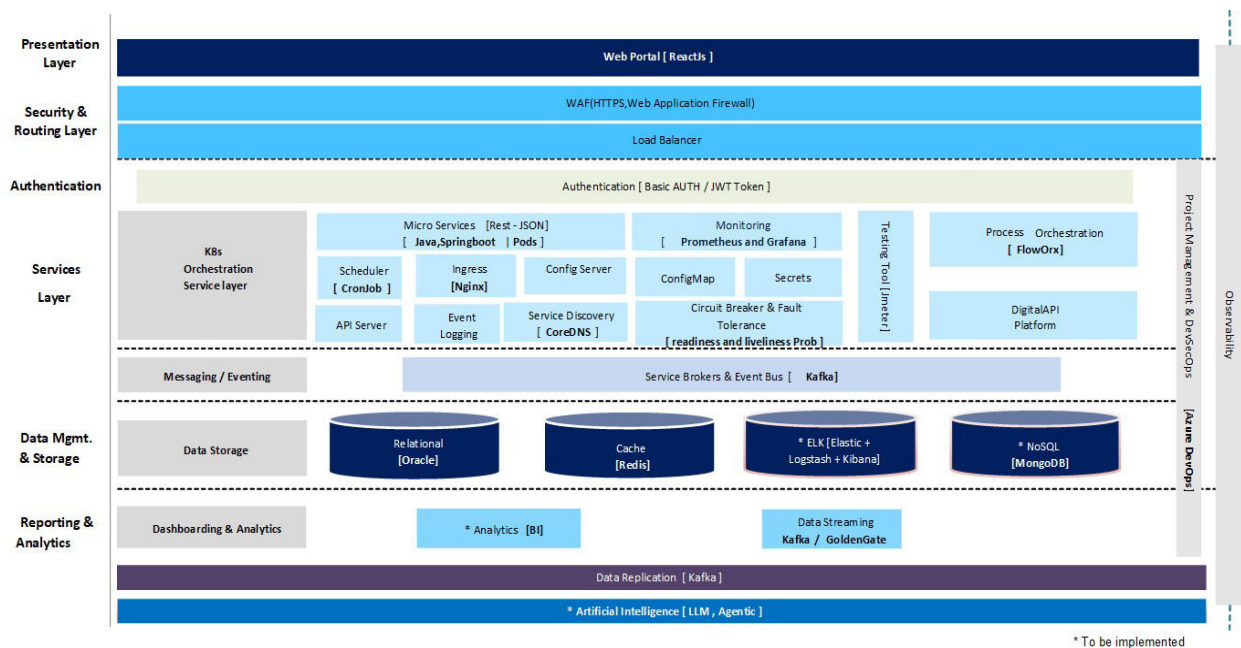 Presentation
Layer
Web Portal [ ReactJs ]
Security &
Routing Layer
WAF(HTTPS,Web Application Firewall)
Load Balancer
Authentication
Authentication [ Basic AUTH / JWT Token ]
Services
Layer
K8s
Orchestration
Service layer
Micro Services [Rest - JSON]
[ Java,Springboot | Pods ]
Monitoring
[ Prometheus and Grafana ]
Scheduler
[ CronJob ]
Ingress
[Nginx]
Config Server
ConfigMap
Secrets
API Server
Event
Logging
Service Discovery
[ CoreDNS ]
Circuit Breaker & Fault
Tolerance
[ readiness and liveliness Prob ]
Testing Tool [Jmeter]
Process Orchestration
[ FlowOrx]
DigitalAPI
Platform
Messaging / Eventing
Service Brokers & Event Bus [ Kafka]
Data Mgmt.
& Storage
Data Storage
Relational
[Oracle]
Cache
[Redis]
* ELK [Elastic +
Logstash + Kibana]
* NoSQL
[MongoDB]
Reporting &
Analytics
Dashboarding & Analytics
* Analytics [BI]
Data Streaming
Kafka / GoldenGate
Data Replication [ Kafka ]
* Artificial Intelligence [ LLM , Agentic ]
Project Management & DevSecOps [Azure DevOps]
Observability
* To be implemented